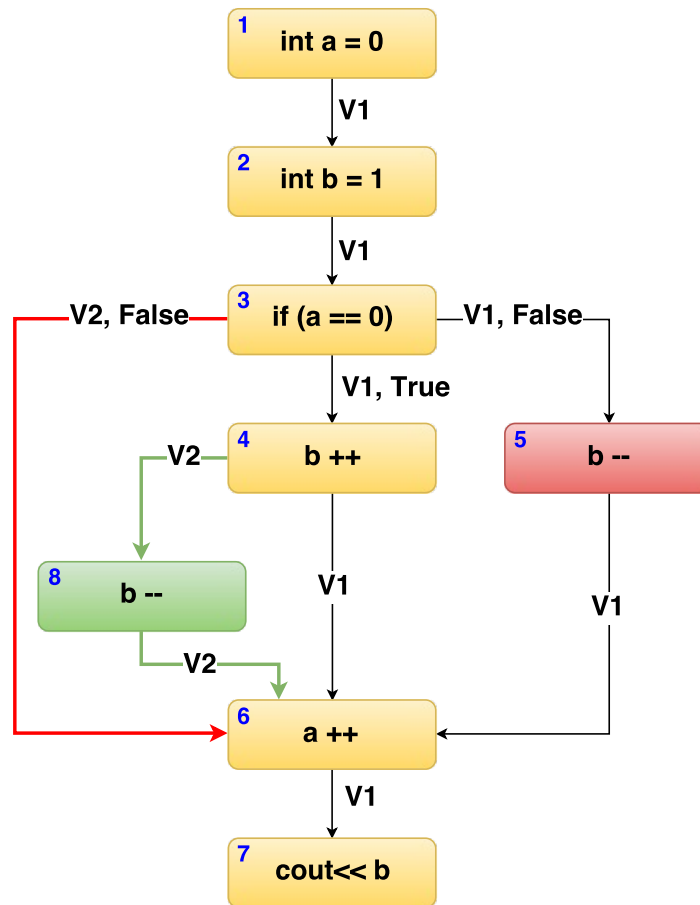 1
int a = 0
V1
2
int b = 1
V1
3
if (a == 0)
V2, False
V1, False
V1, True
4
b ++
5
b --
V2
8
b --
V1
V1
V2
6
a ++
V1
7
cout<< b